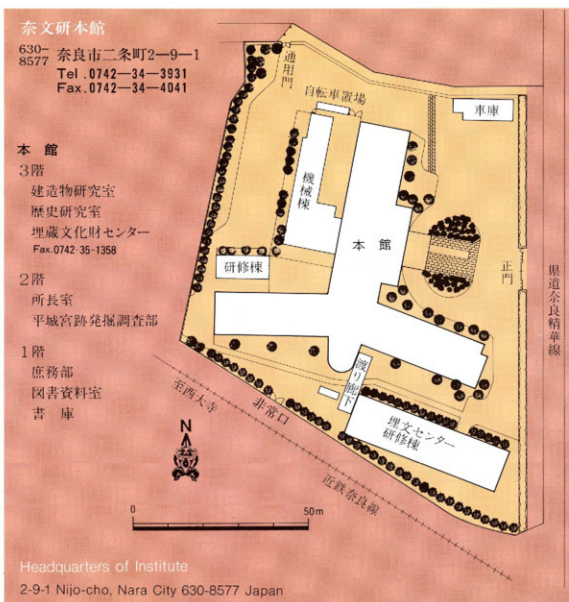 奈文研本館
630-
8577
奈良市二条町2―9―1
Tel.0742―34―3931
Fax.0742―34―4041
本館
3階
建造物研究室
歴史研究室
埋蔵文化財センター
Fax.0742-35-1358
2階
所長室
平城宮跡発掘調査部
1階
庶務部
図書資料室
書庫
通用門
自転車置場
車庫
機械棟
本館
研修棟
正門
県道奈良精華線
渡り廊下
至西大寺
非常口
埋文センター
研修棟
近鉄奈良線
N
0
50m
Headquarters of Institute
2-9-1 Nijo-cho, Nara City 630-8577 Japan